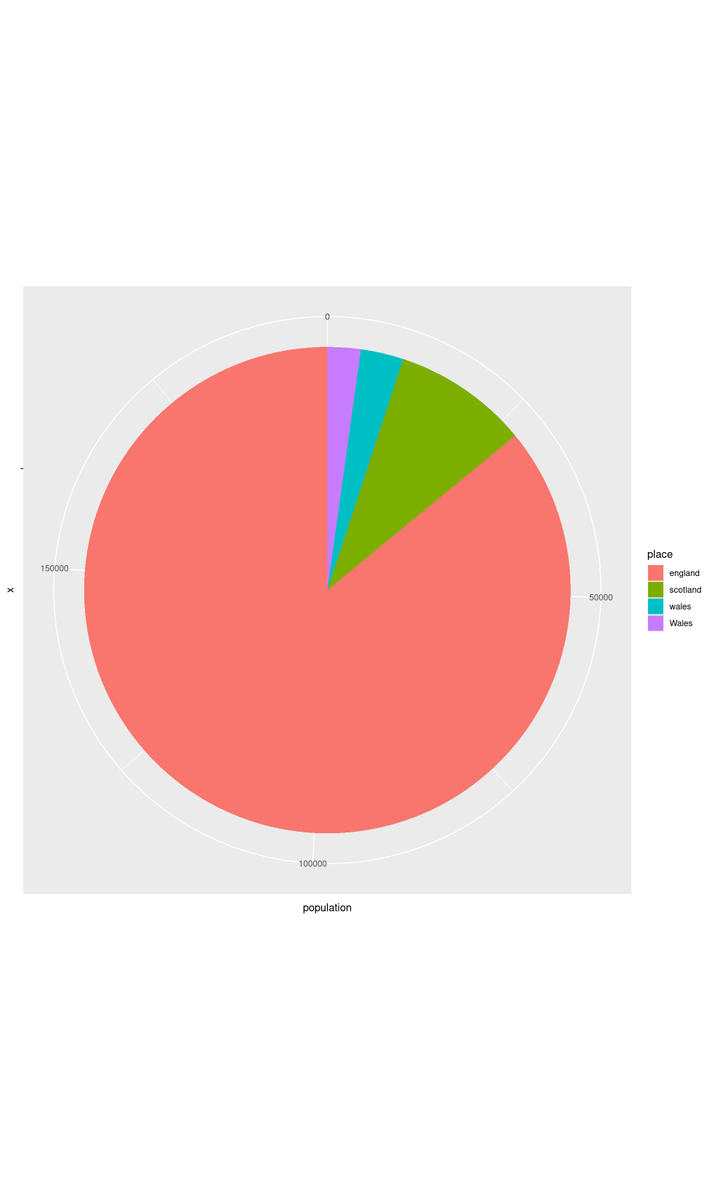 0
50000
100000
150000
x
population
place
england
scotland
wales
Wales